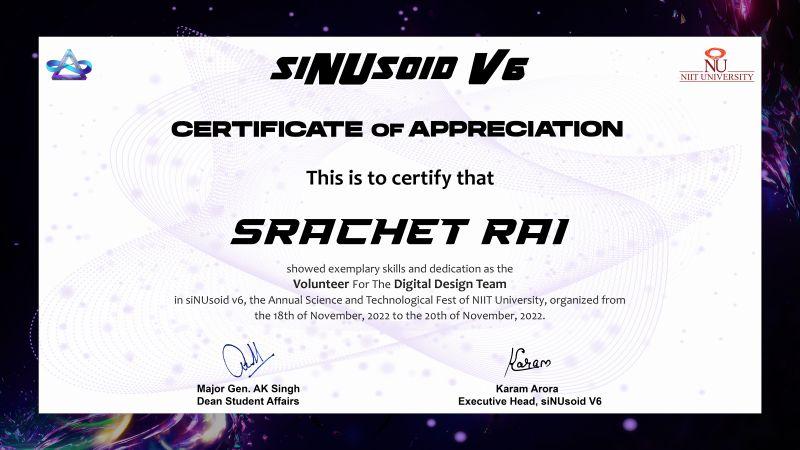 siNUsoid V6
NU
NIIT UNIVERSITY
CERTIFICATE OF APPRECIATION
This is to certify that
SRACHET RAI
showed exemplary skills and dedication as the
Volunteer For The Digital Design Team
in siNUsoid v6, the Annual Science and Technological Fest of NIIT University, organized from
the 18th of November, 2022 to the 20th of November, 2022.
Karam
Major Gen. AK Singh
Dean Student Affairs
Karam Arora
Executive Head, siNUsoid V6